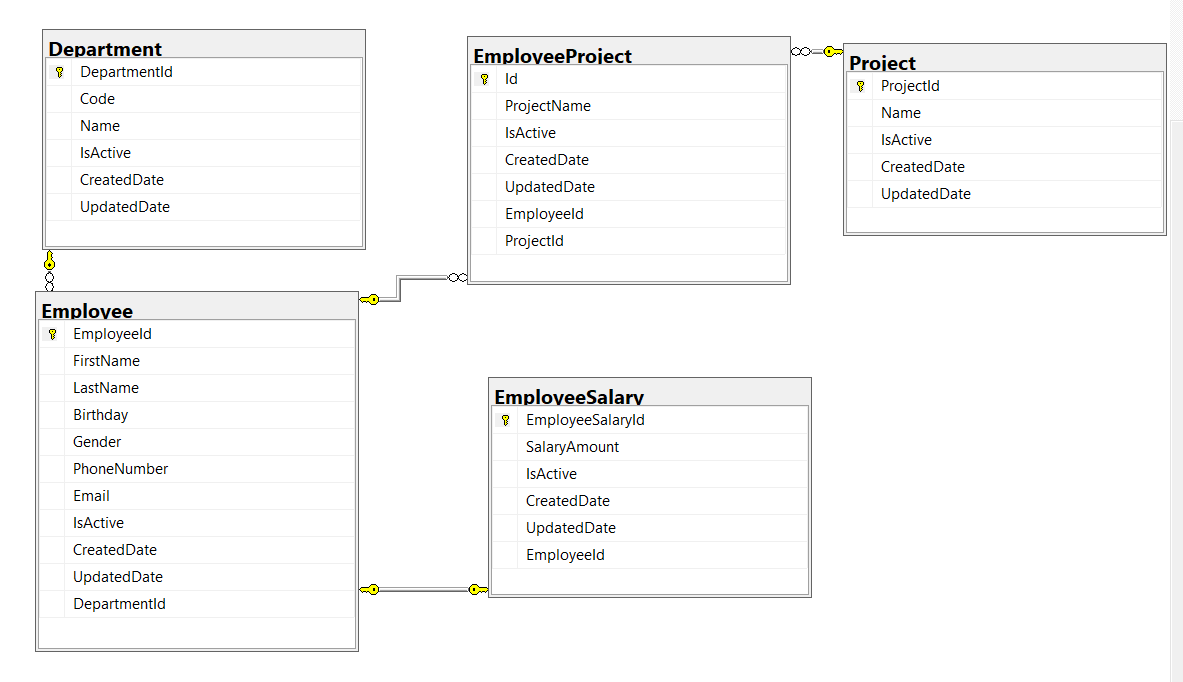 Department
DepartmentId
Code
Name
IsActive
CreatedDate
UpdatedDate
EmployeeProject
Id
ProjectName
IsActive
CreatedDate
UpdatedDate
EmployeeId
ProjectId
Project
ProjectId
Name
IsActive
CreatedDate
UpdatedDate
Employee
EmployeeId
FirstName
LastName
Birthday
Gender
PhoneNumber
Email
IsActive
CreatedDate
UpdatedDate
DepartmentId
EmployeeSalary
EmployeeSalaryId
SalaryAmount
IsActive
CreatedDate
UpdatedDate
EmployeeId